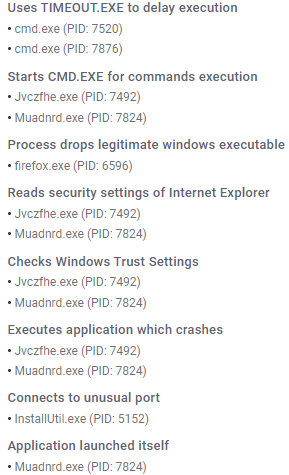 Uses TIMEOUT.EXE to delay execution
• cmd.exe (PID: 7520)
• cmd.exe (PID: 7876)
Starts CMD.EXE for commands execution
• Jvczfhe.exe (PID: 7492)
• Muadnrd.exe (PID: 7824)
Process drops legitimate windows executable
• firefox.exe (PID: 6596)
Reads security settings of Internet Explorer
• Jvczfhe.exe (PID: 7492)
• Muadnrd.exe (PID: 7824)
Checks Windows Trust Settings
• Jvczfhe.exe (PID: 7492)
• Muadnrd.exe (PID: 7824)
Executes application which crashes
• Jvczfhe.exe (PID: 7492)
• Muadnrd.exe (PID: 7824)
Connects to unusual port
• InstallUtil.exe (PID: 5152)
Application launched itself
• Muadnrd.exe (PID: 7824)